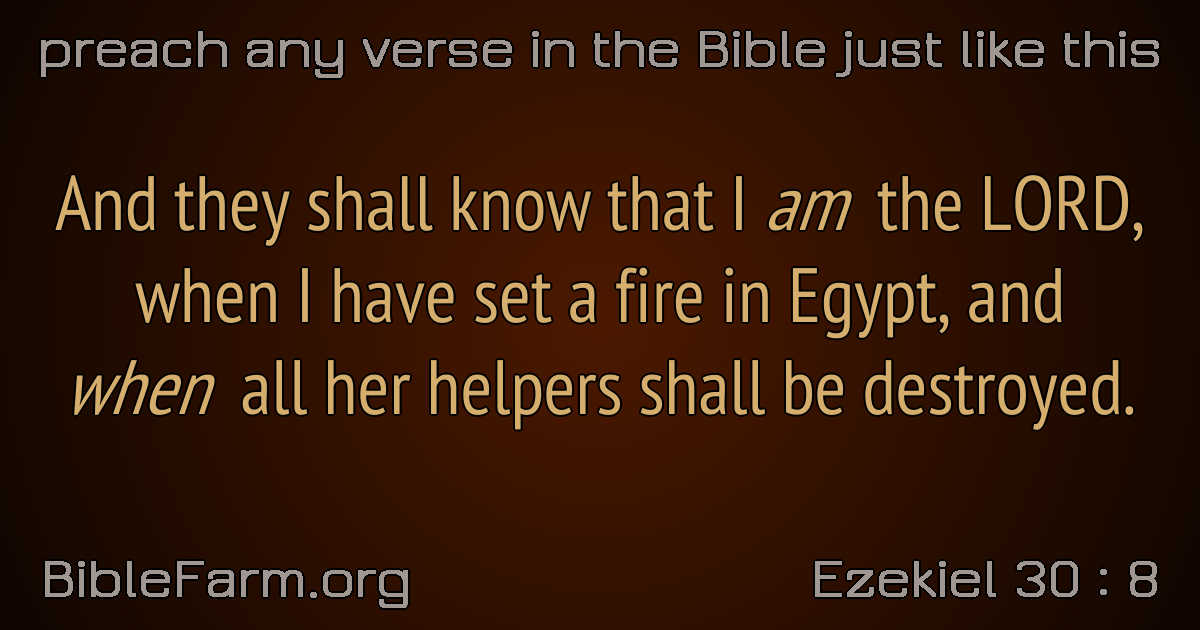 preach any verse in the Bible just like this
And they shall know that I am the LORD,
when I have set a fire in Egypt, and
when all her helpers shall be destroyed.
BibleFarm.org
Ezekiel 30 : 8